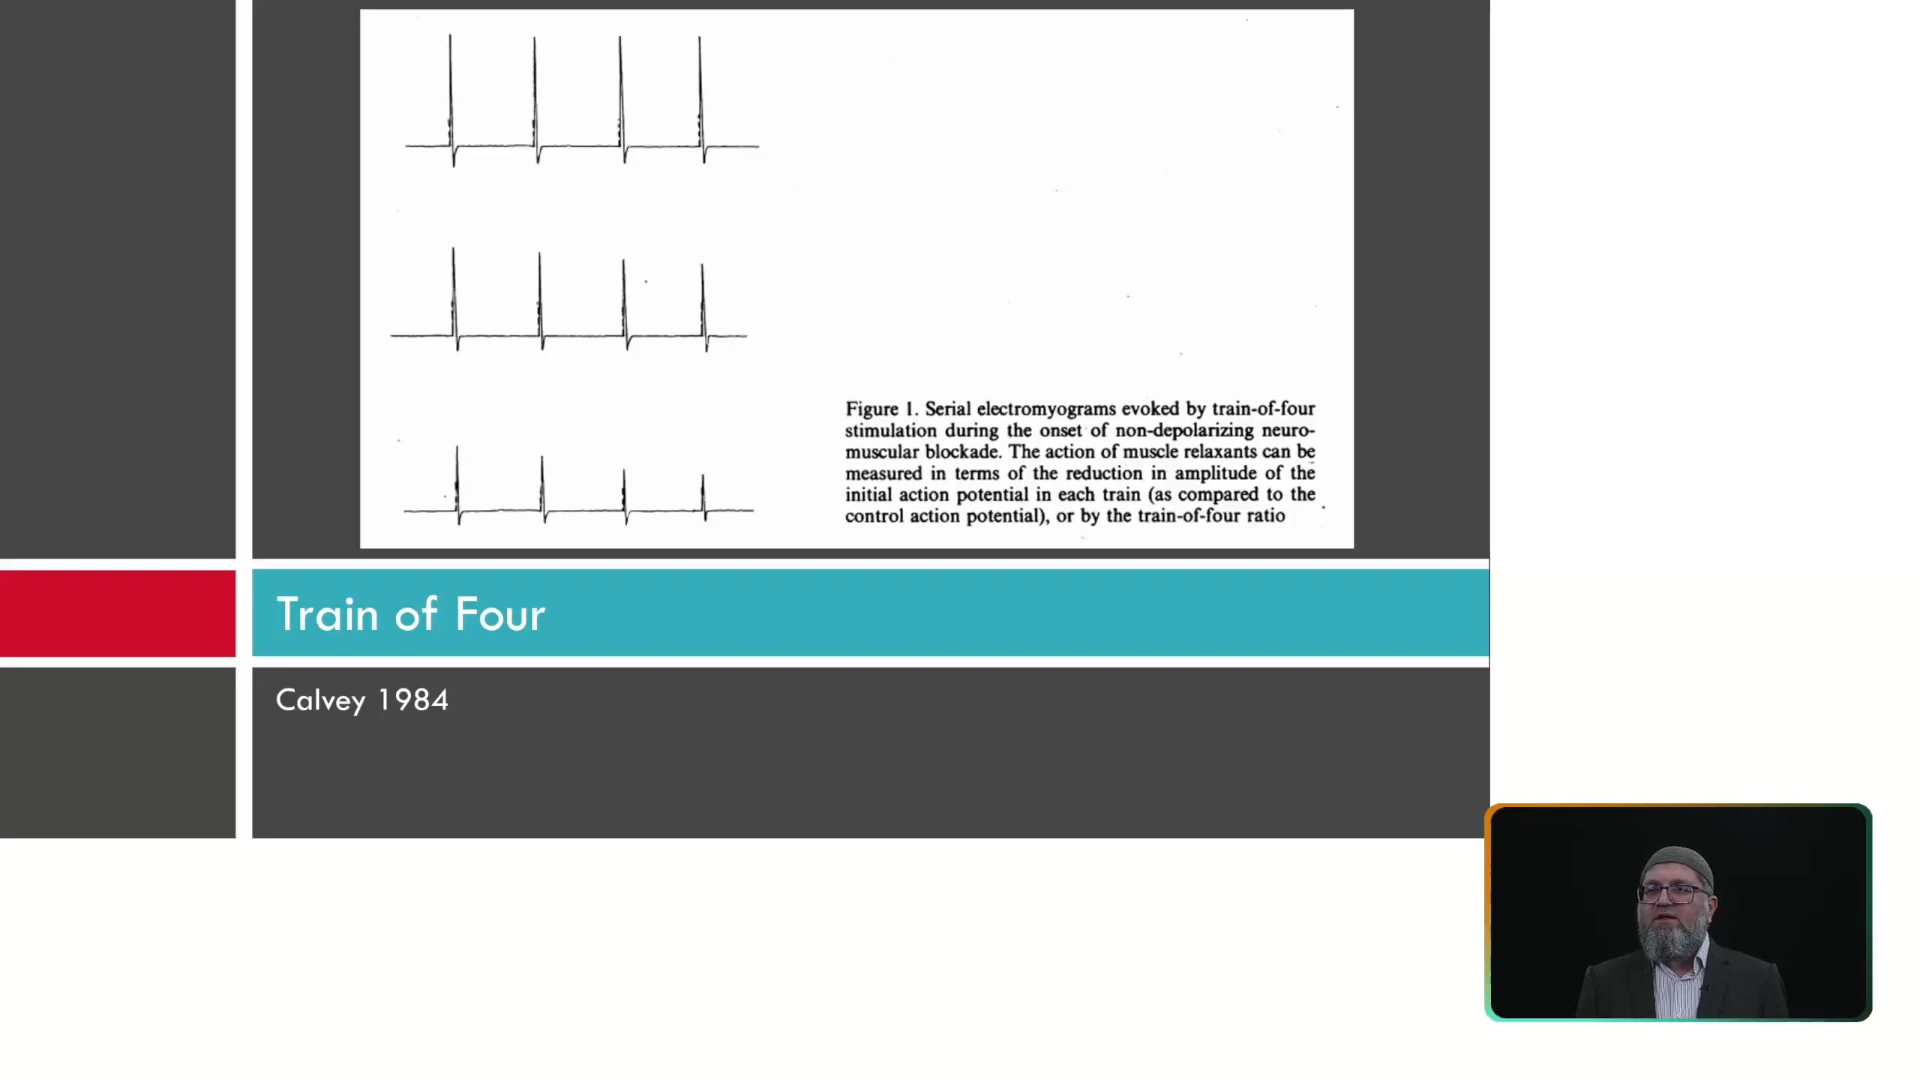 Figure 1. Serial electromyograms evoked by train-of-four
stimulation during the onset of non-depolarizing neuro-
muscular blockade. The action of muscle relaxants can be
measured in terms of the reduction in amplitude of the
initial action potential in each train (as compared to the
control action potential), or by the train-of-four ratio
Train of Four
Calvey 1984